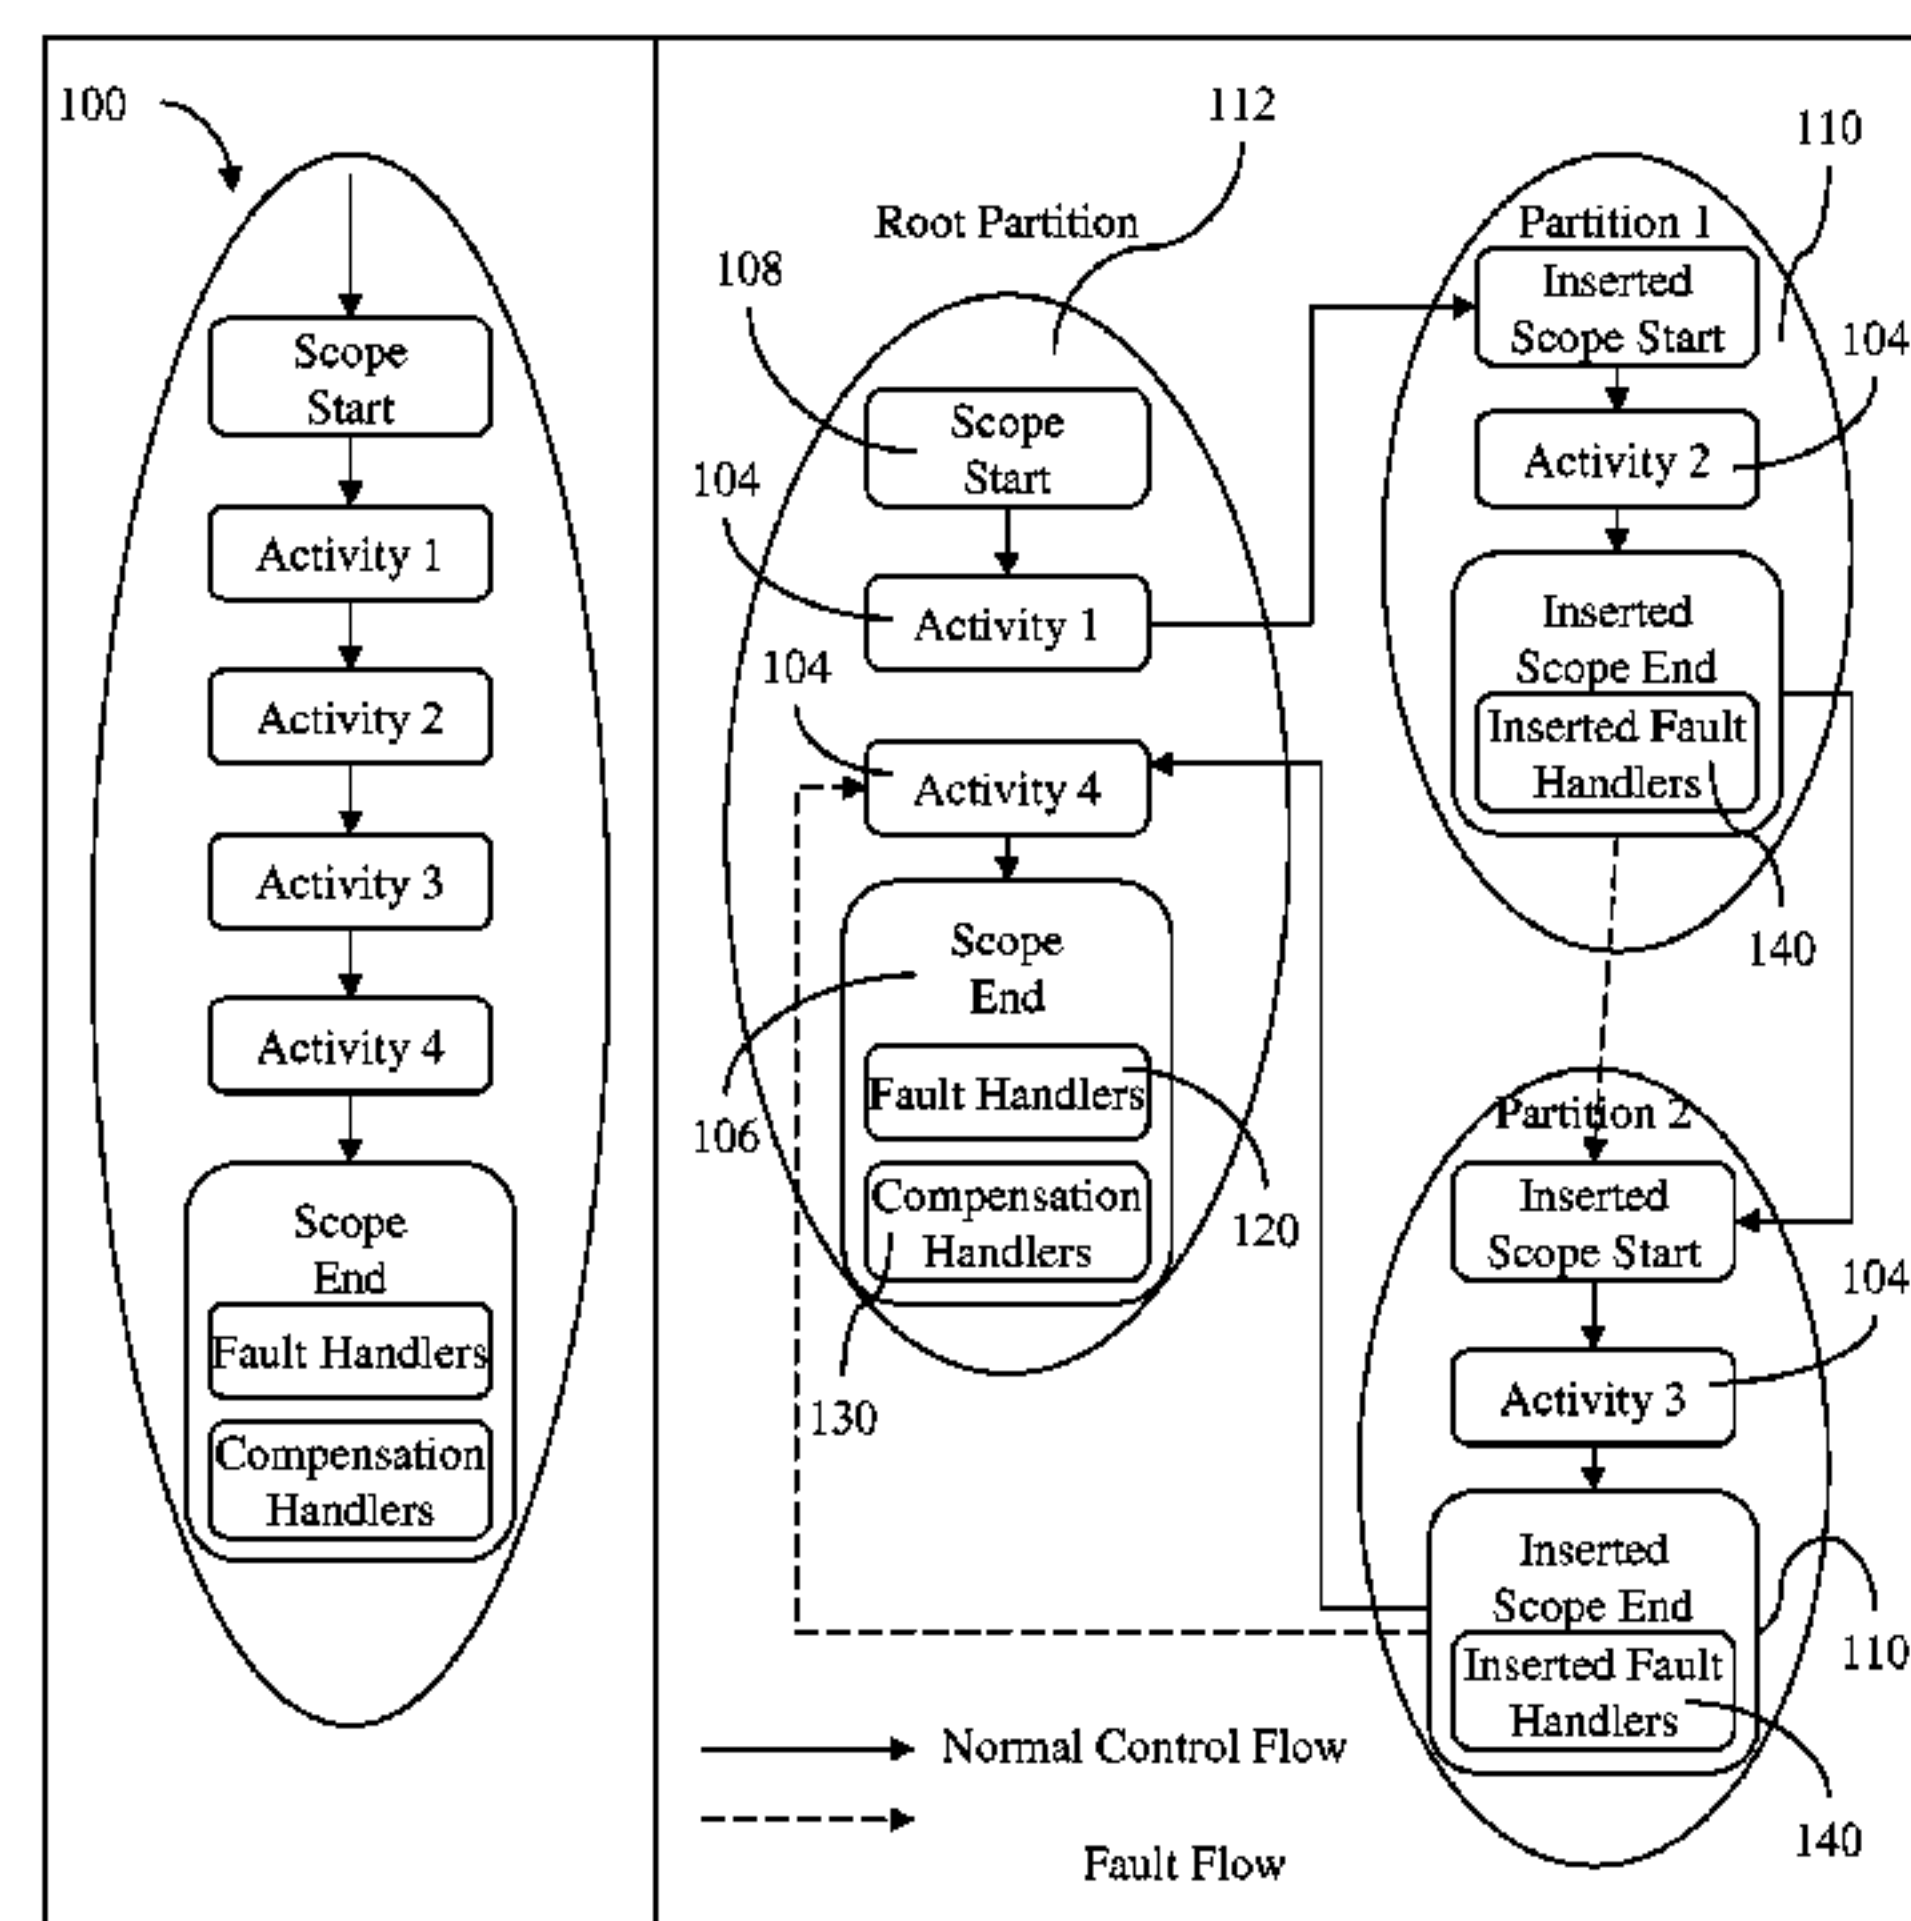 100
Scope
Start
Activity 1
Activity 2
Activity 3
Activity 4
Scope
End
Fault Handlers
Compensation
Handlers
112
Root Partition
108
Scope
Start
104
Activity 1
104
Activity 4
Scope
End
106
Fault Handlers
120
Compensation
Handlers
130
110
Partition 1
Inserted
Scope Start
104
Activity 2
Inserted
Scope End
Inserted Fault
Handlers
140
Partition 2
Inserted
Scope Start
104
Activity 3
Inserted
Scope End
110
Inserted Fault
Handlers
140
Normal Control Flow
Fault Flow